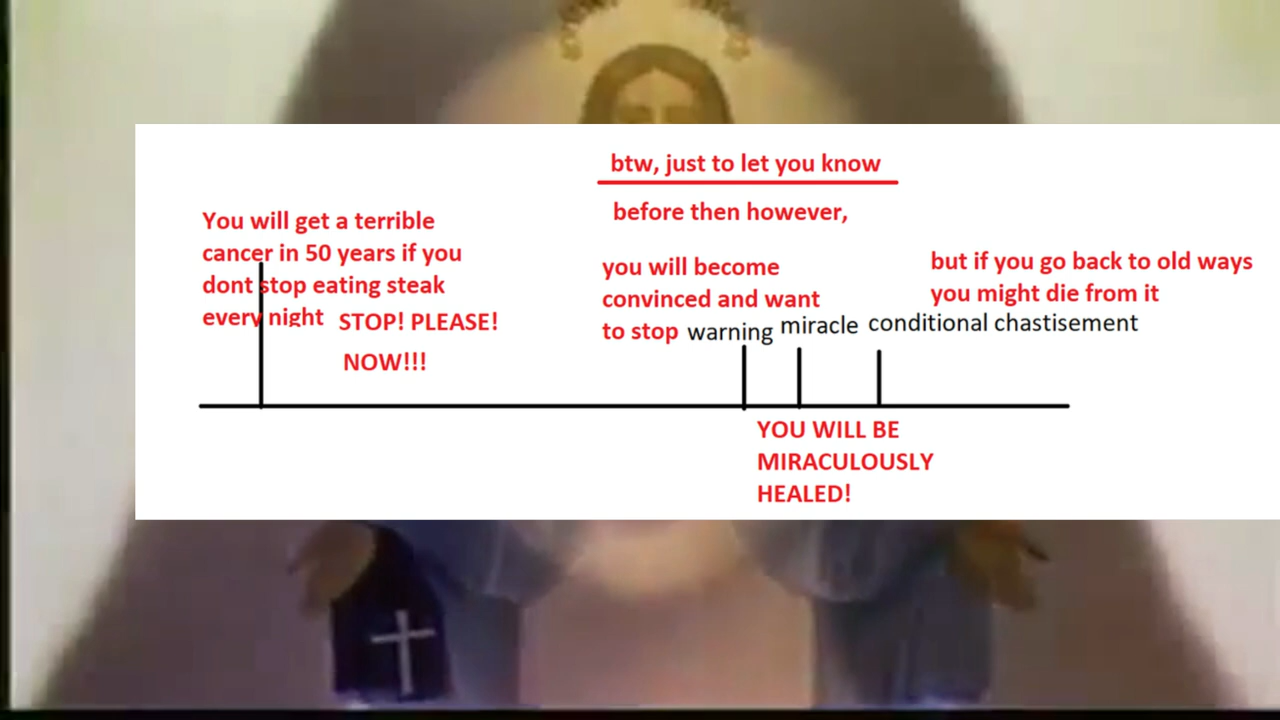 btw, just to let you know
before then however,
You will get a terrible
cancer in 50 years if you
dont stop eating steak
every night
STOP! PLEASE!
NOW!!!
you will become
convinced and want
to stop
warning
miracle
conditional chastisement
but if you go back to old ways
you might die from it
YOU WILL BE
MIRACULOUSLY
HEALED!